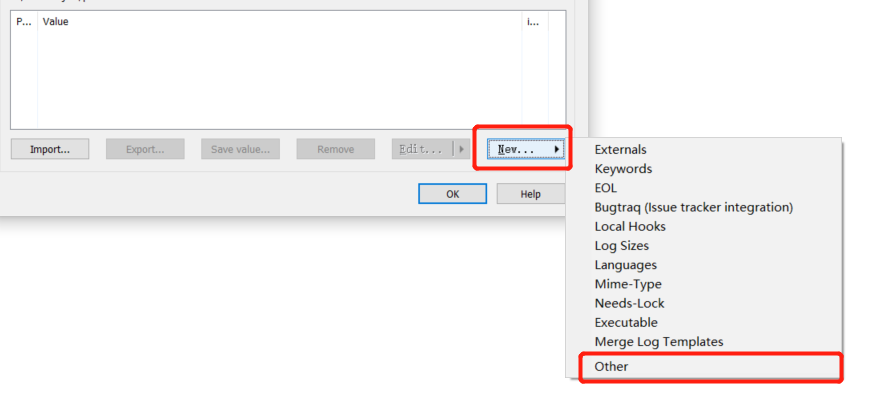 P... Value i...
Import... Export... Save value... Remove Edit... New...
OK Help
Externals
Keywords
EOL
Bugtraq (Issue tracker integration)
Local Hooks
Log Sizes
Languages
Mime-Type
Needs-Lock
Executable
Merge Log Templates
Other